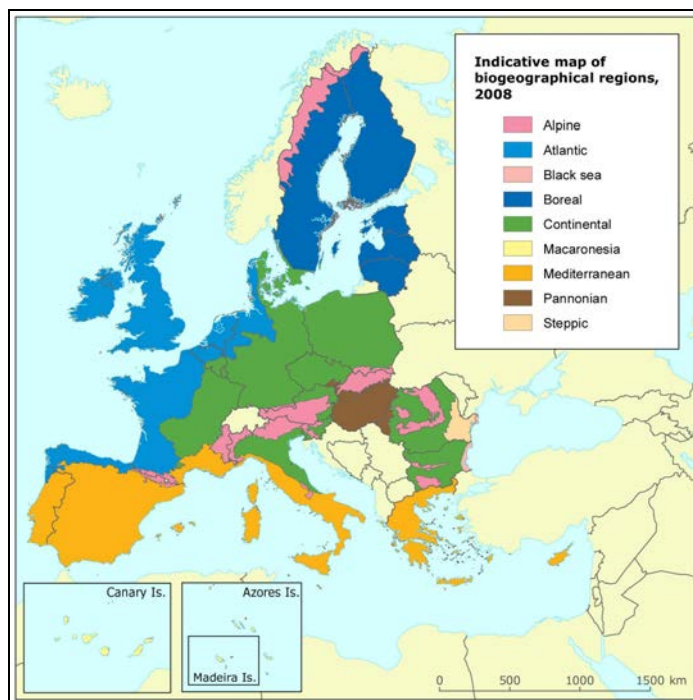 Indicative map of
biogeographical regions,
2008
Alpine
Atlantic
Black sea
Boreal
Continental
Macaronesia
Mediterranean
Pannonian
Steppic
Canary Is.
Azores Is.
Madeira Is.
0 500 1000 1500 km